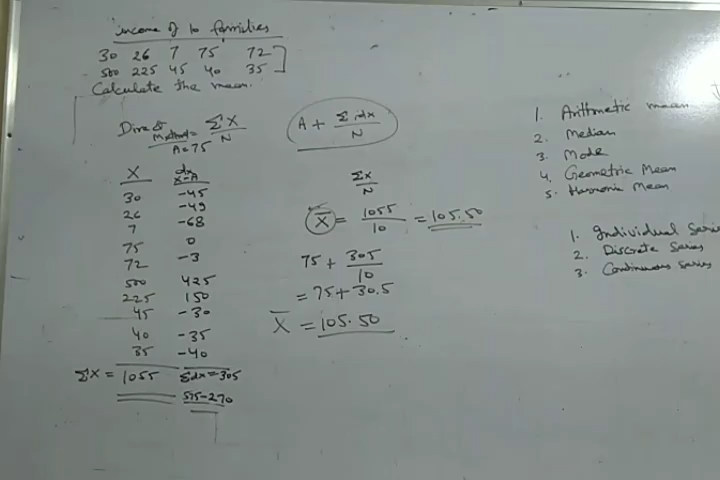 income of 10 families
30 26 7 75 72
500 225 45 40 35
Calculate the mean.
Direct Method = ΣX/N
A=75
A + Σdx/N
X dx X-A
30 -45
26 -49
7 -68
75 0
72 -3
500 425
225 150
45 -30
40 -35
35 -40
ΣX = 1055 Σdx=305
575-270
ΣX/N
X̄ = 1055/10 = 105.50
75 + 305/10
= 75+30.5
X̄ = 105.50
1. Arithmetic mean
2. Median
3. Mode
4. Geometric Mean
5. Harmonic Mean
1. Individual Series
2. Discrete Series
3. Continuous Series